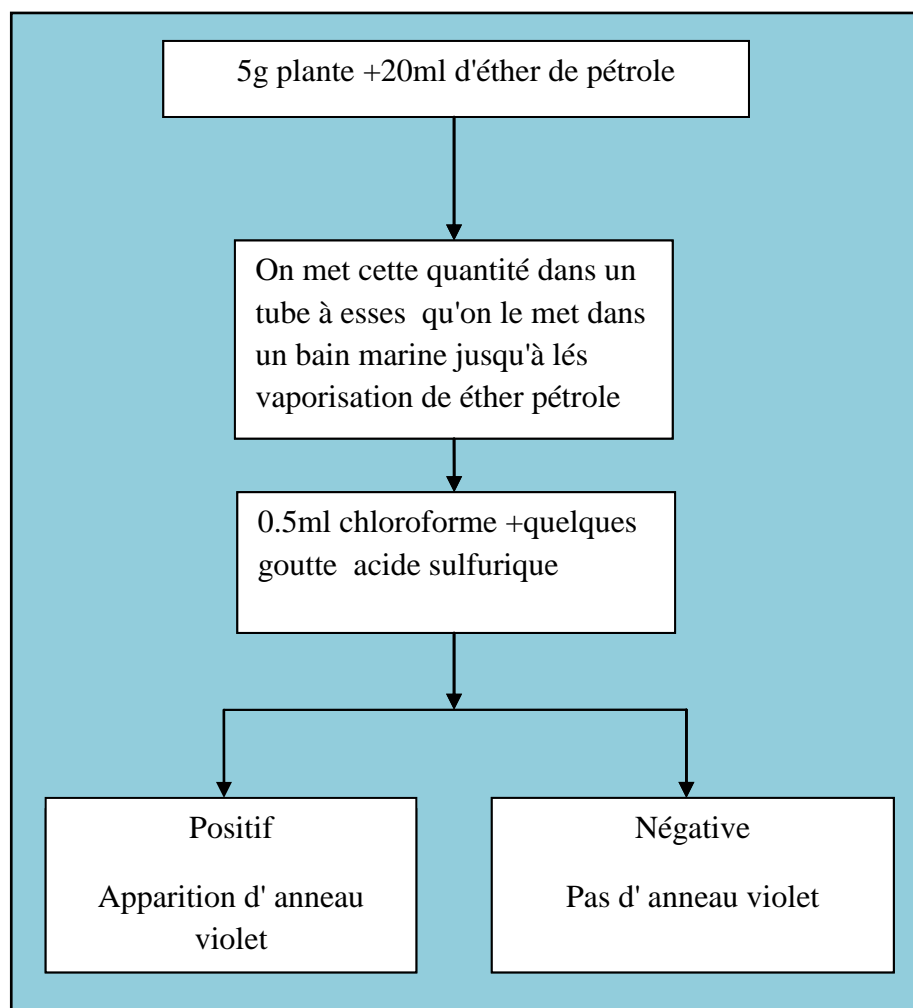 5g plante +20ml d'éther de pétrole
On met cette quantité dans un
tube à esses qu'on le met dans
un bain marine jusqu'à lés
vaporisation de éther pétrole
0.5ml chloroforme +quelques
goutte acide sulfurique
Positif
Apparition d' anneau
violet
Négative
Pas d' anneau violet